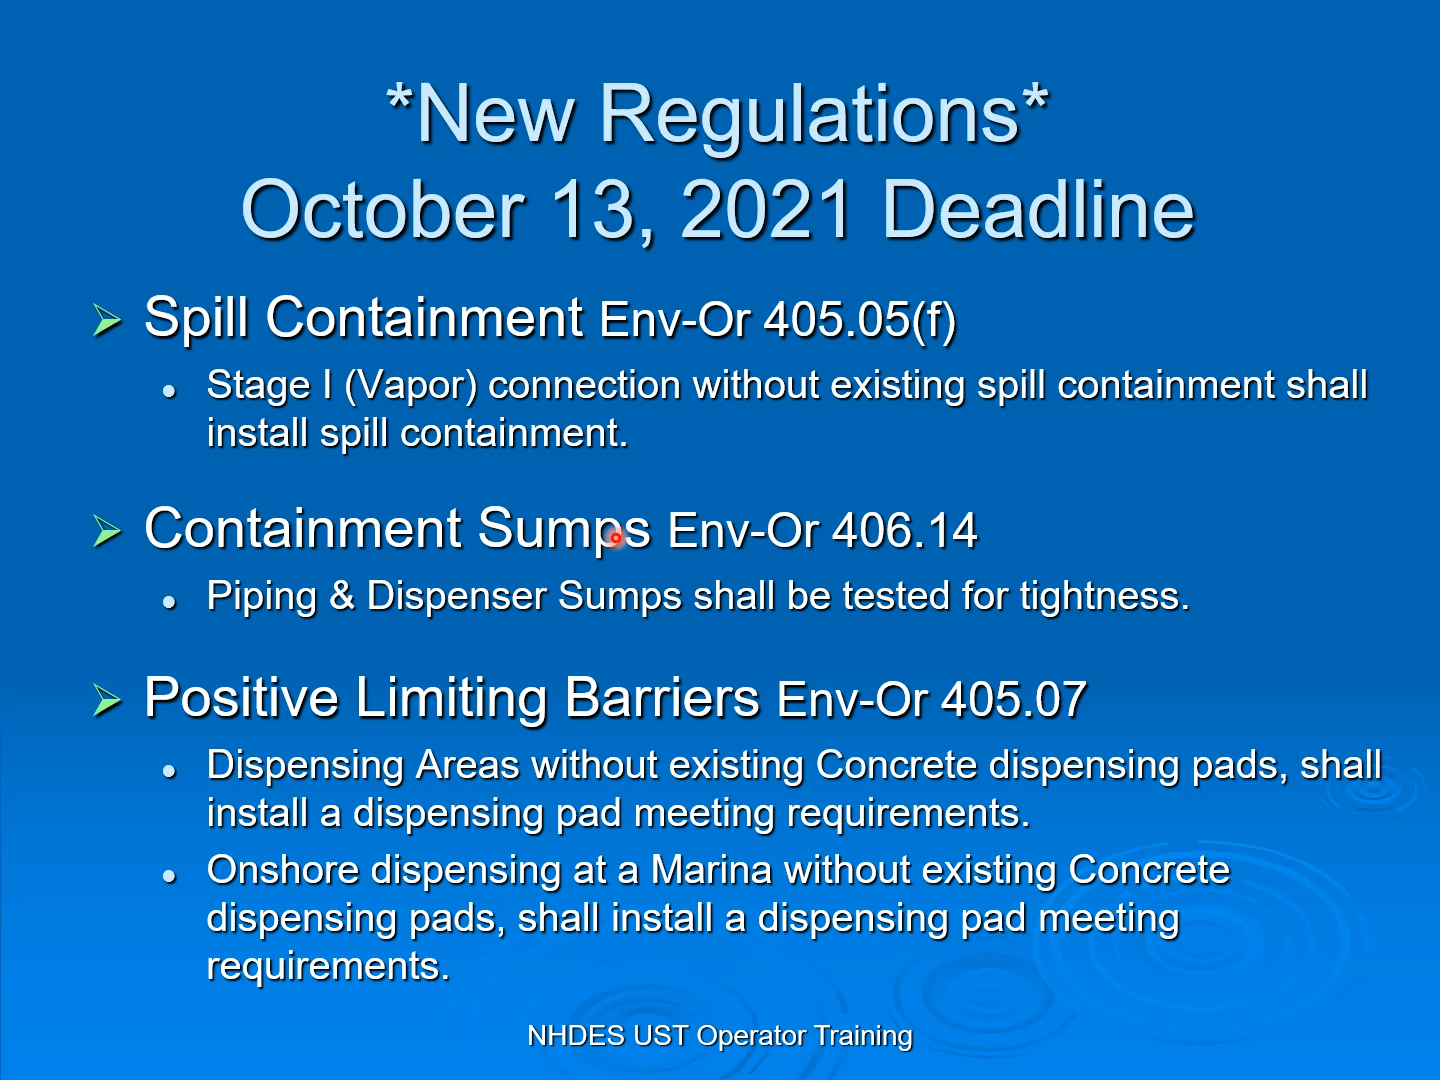 *New Regulations*
October 13, 2021 Deadline
Spill Containment Env-Or 405.05(f)
Stage I (Vapor) connection without existing spill containment shall
install spill containment.
Containment Sumps Env-Or 406.14
Piping & Dispenser Sumps shall be tested for tightness.
Positive Limiting Barriers Env-Or 405.07
Dispensing Areas without existing Concrete dispensing pads, shall
install a dispensing pad meeting requirements.
Onshore dispensing at a Marina without existing Concrete
dispensing pads, shall install a dispensing pad meeting
requirements.
NHDES UST Operator Training